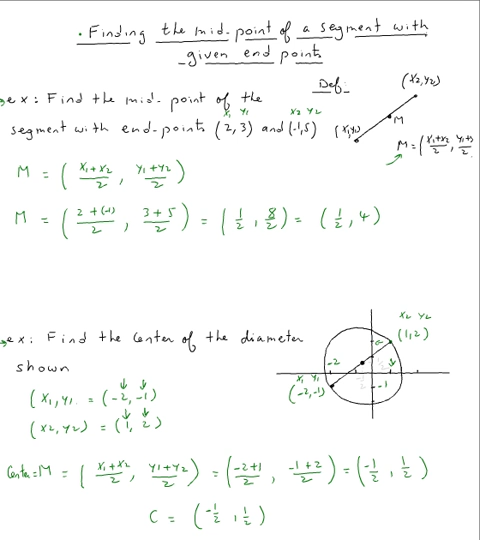 • Finding the mid-point of a segment with
given end points
Def:
(x2,y2)
ex: Find the mid-point of the
x1 y1 x2 y2
segment with end-points (2,3) and (-1,5)
(x1,y1)
M
M = (x1+x2/2, y1+y2/2)
M = (x1+x2/2, y1+y2/2)
M = (2+(-1)/2, 3+5/2) = (1/2, 8/2) = (1/2, 4)
ex: Find the center of the diameter
shown
x2 y2
(1,2)
-2
x1 y1
(-2,-1)
-1
(x1,y1 = (-2,-1)
(x2,y2) = (1,2)
Center=M = (x1+x2/2, y1+y2/2) = (-2+1/2, -1+2/2) = (-1/2, 1/2)
C = (-1/2, 1/2)